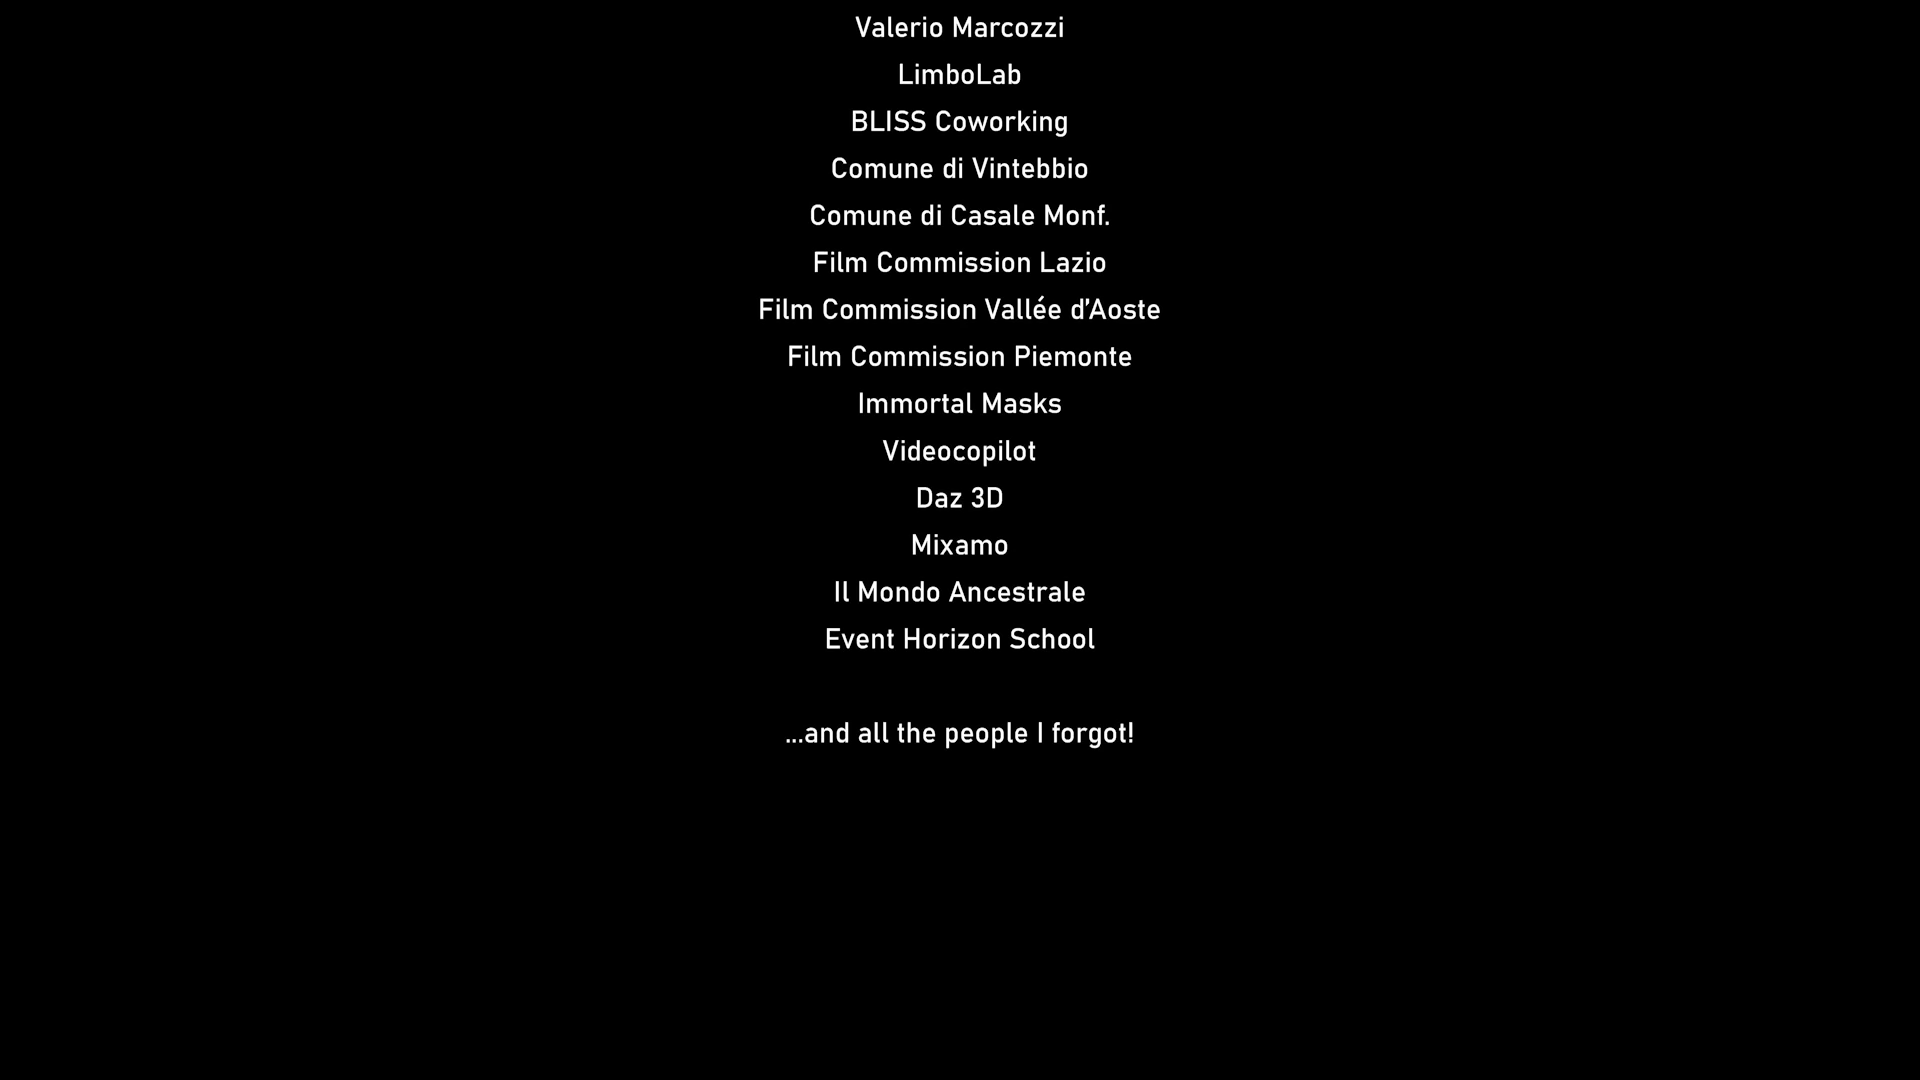 Valerio Marcozzi
LimboLab
BLISS Coworking
Comune di Vintebbio
Comune di Casale Monf.
Film Commission Lazio
Film Commission Vallée d’Aoste
Film Commission Piemonte
Immortal Masks
Videocopilot
Daz 3D
Mixamo
Il Mondo Ancestrale
Event Horizon School
...and all the people I forgot!